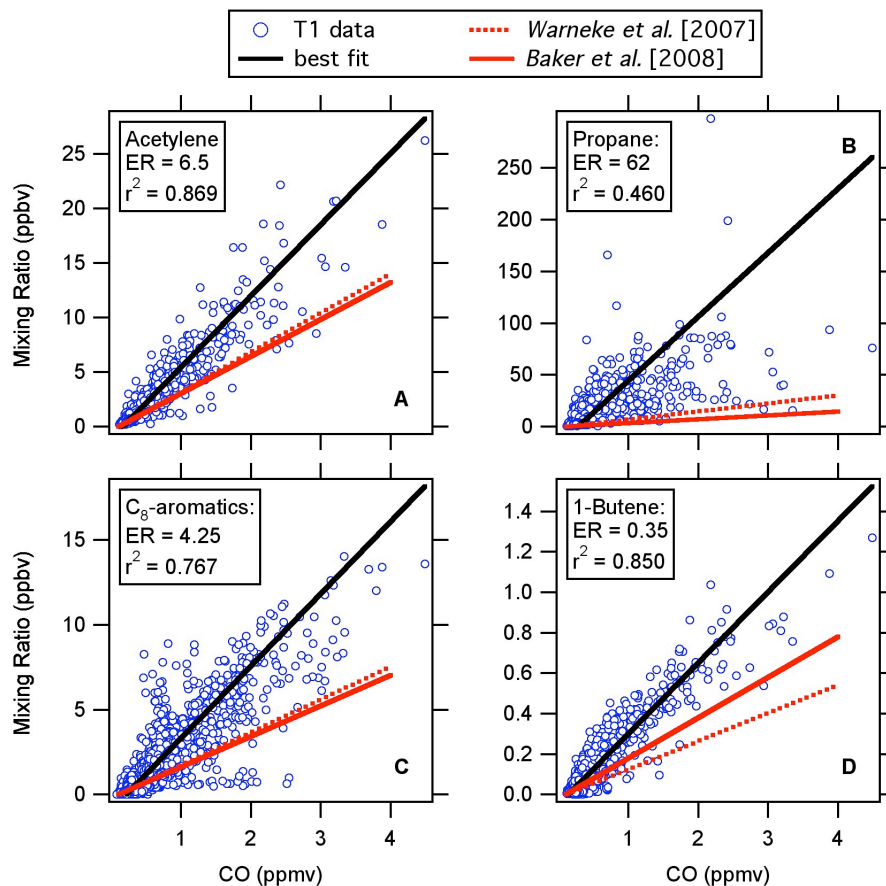 T1 data
best fit
Warneke et al. [2007]
Baker et al. [2008]
Mixing Ratio (ppbv)
25
20
15
10
5
0
Acetylene
ER = 6.5
r² = 0.869
A
250
200
150
100
50
0
Propane:
ER = 62
r² = 0.460
B
Mixing Ratio (ppbv)
15
10
5
0
C₈-aromatics:
ER = 4.25
r² = 0.767
C
1 2 3 4
CO (ppmv)
1.4
1.2
1.0
0.8
0.6
0.4
0.2
0.0
1-Butene:
ER = 0.35
r² = 0.850
D
1 2 3 4
CO (ppmv)